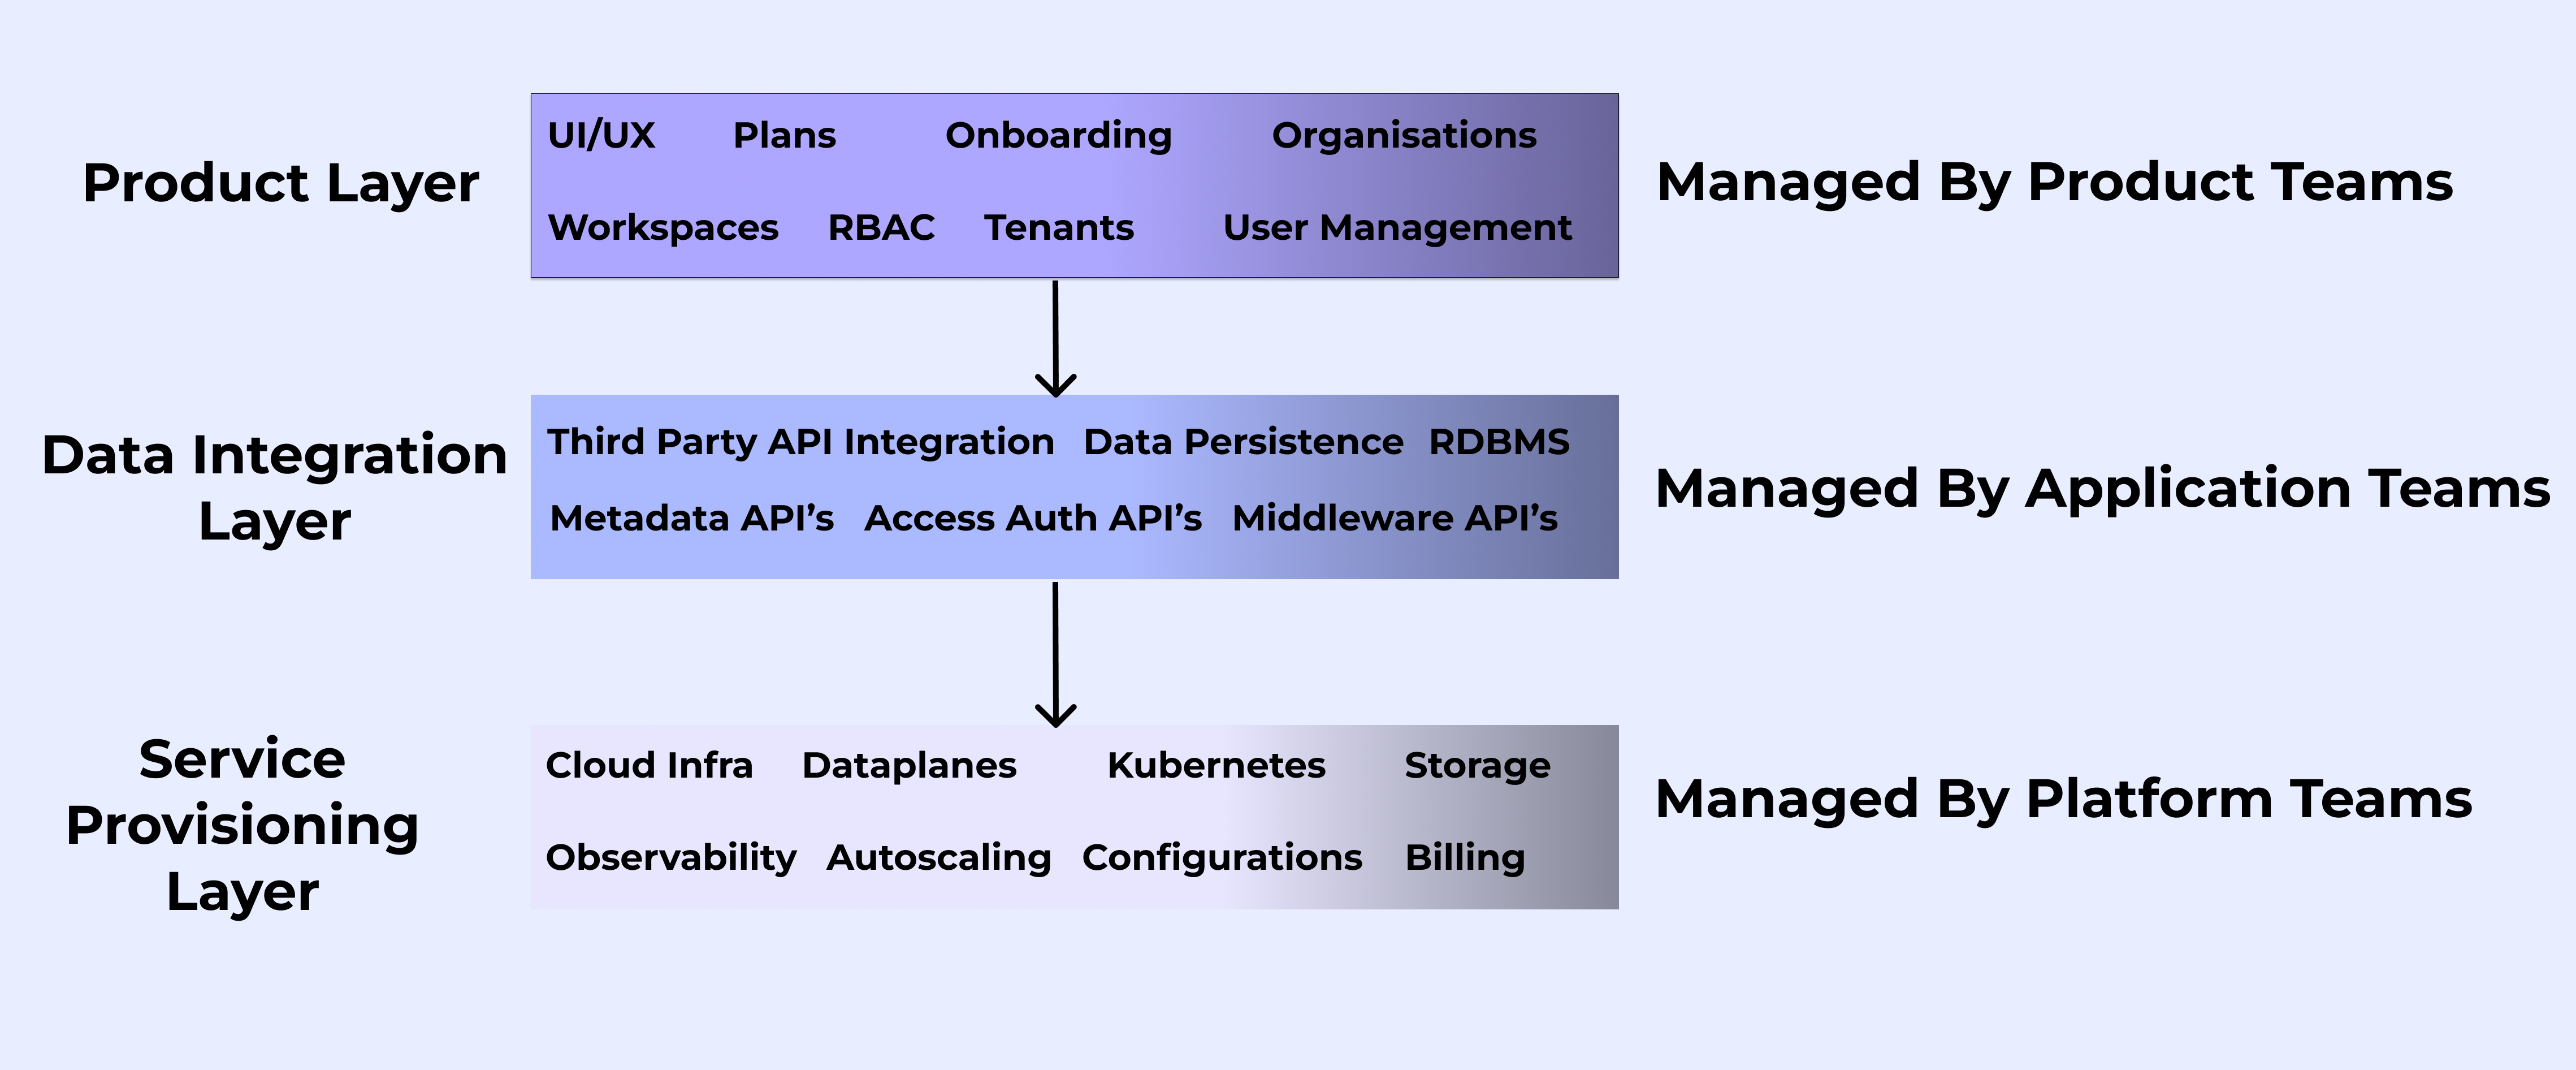 Product Layer
UI/UX Plans Onboarding Organisations
Workspaces RBAC Tenants User Management
Managed By Product Teams
Data Integration
Layer
Third Party API Integration Data Persistence RDBMS
Metadata API’s Access Auth API’s Middleware API’s
Managed By Application Teams
Service
Provisioning
Layer
Cloud Infra Dataplanes Kubernetes Storage
Observability Autoscaling Configurations Billing
Managed By Platform Teams